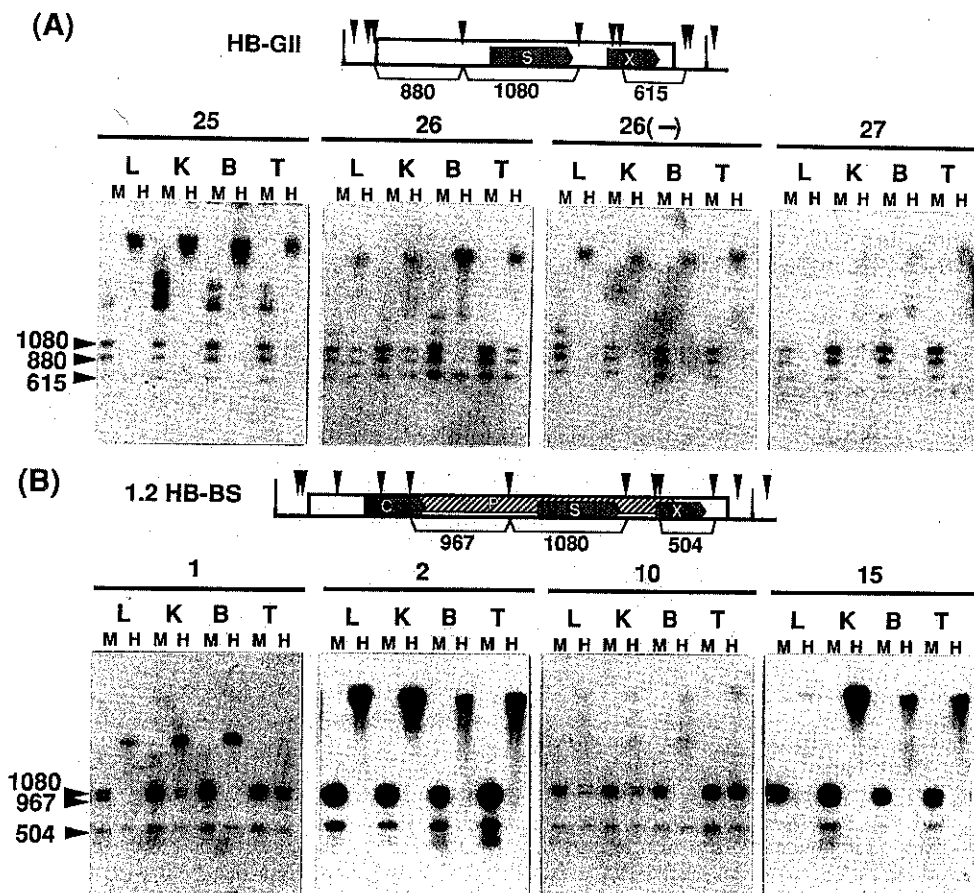 (A)
HB-GII
S X
880 1080 615
25 26 26(−) 27
L K B T L K B T L K B T L K B T
M H M H M H M H M H M H M H M H M H M H M H M H M H M H M H M H
1080
880
615
(B)
1.2 HB-BS
C P S X
967 1080 504
1 2 10 15
L K B T L K B T L K B T L K B T
M H M H M H M H M H M H M H M H M H M H M H M H M H M H M H M H
1080
967
504